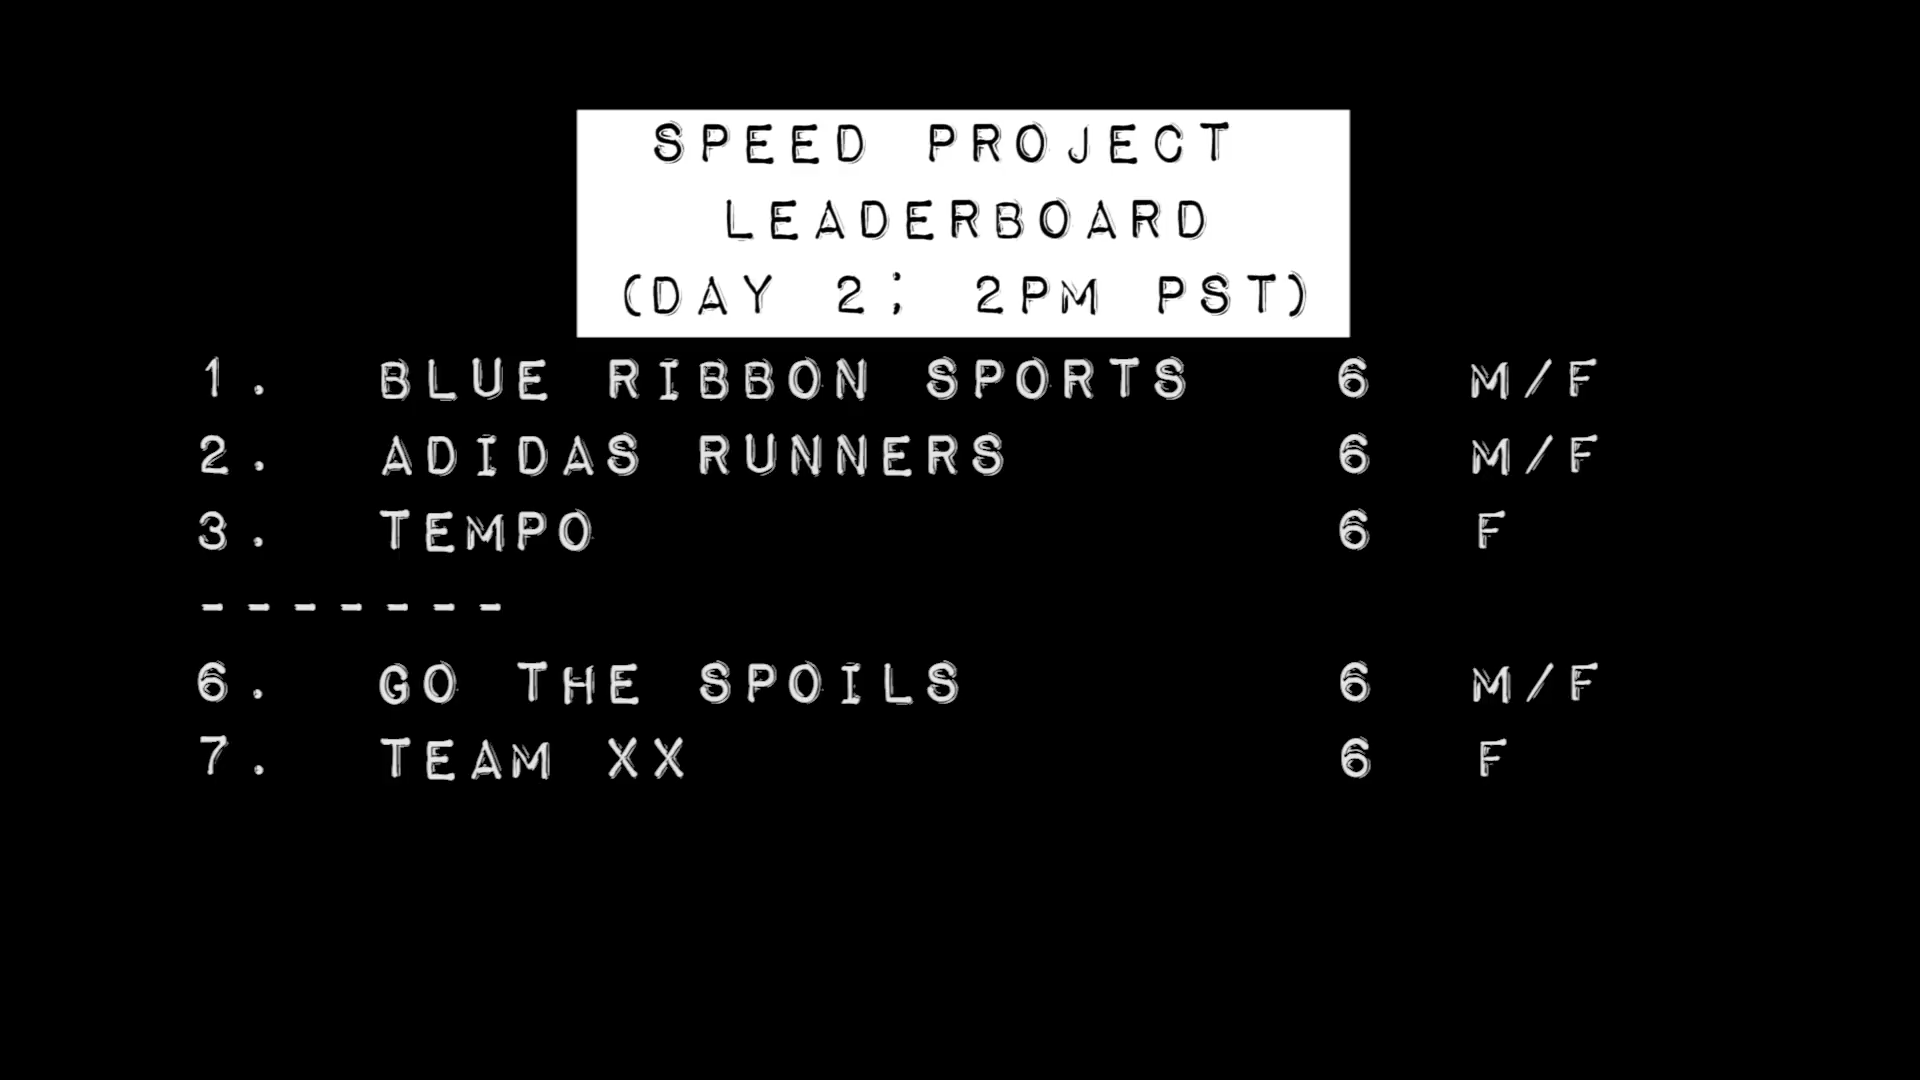 SPEED PROJECT
LEADERBOARD
(DAY 2; 2PM PST)
1. BLUE RIBBON SPORTS 6 M/F
2. ADIDAS RUNNERS 6 M/F
3. TEMPO 6 F
-------
6. GO THE SPOILS 6 M/F
7. TEAM XX 6 F